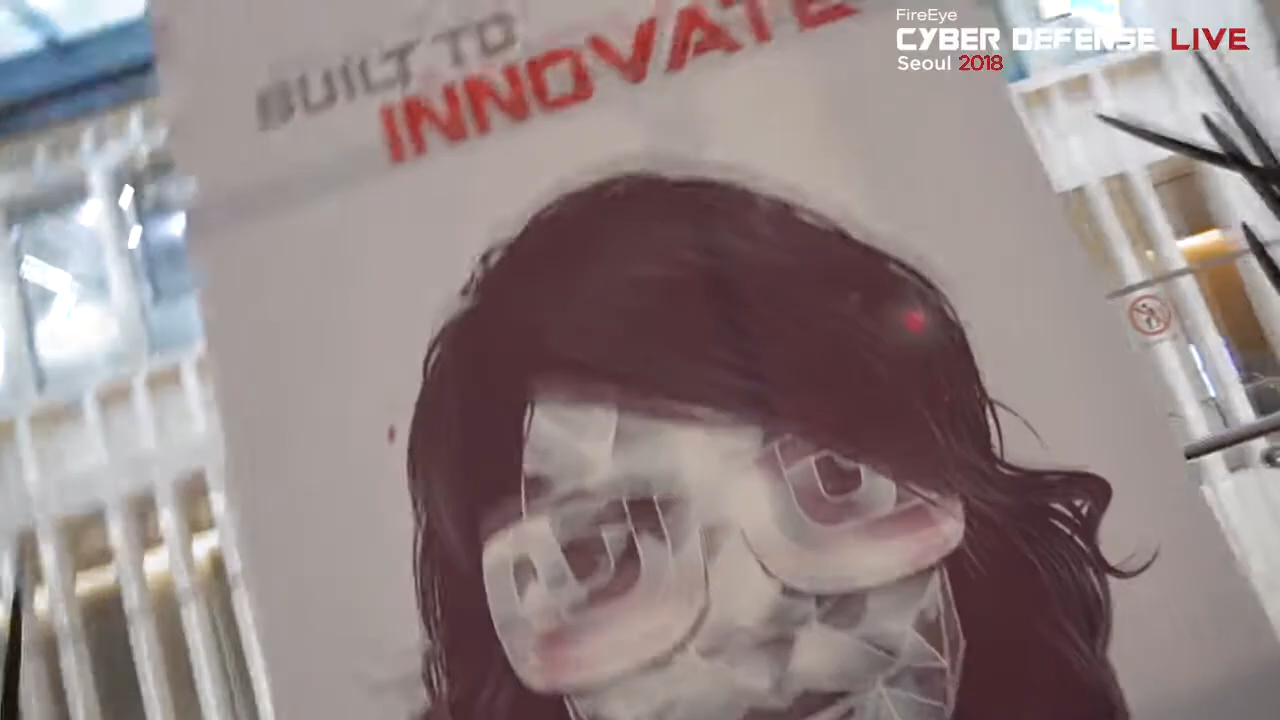 BUILT TO
INNOVATE
FireEye
CYBER DEFENSE LIVE
Seoul 2018